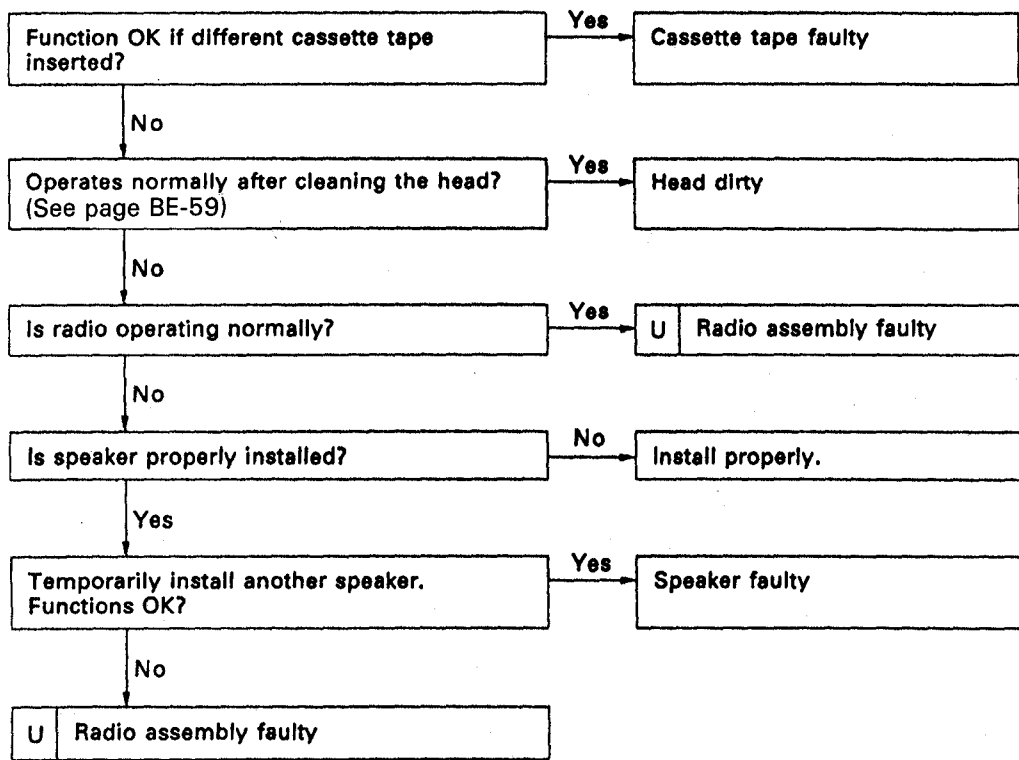 Function OK if different cassette tape
inserted?
Yes
Cassette tape faulty
No
Operates normally after cleaning the head?
(See page BE-59)
Yes
Head dirty
No
Is radio operating normally?
Yes
U Radio assembly faulty
No
Is speaker properly installed?
No
Install properly.
Yes
Temporarily install another speaker.
Functions OK?
Yes
Speaker faulty
No
U Radio assembly faulty